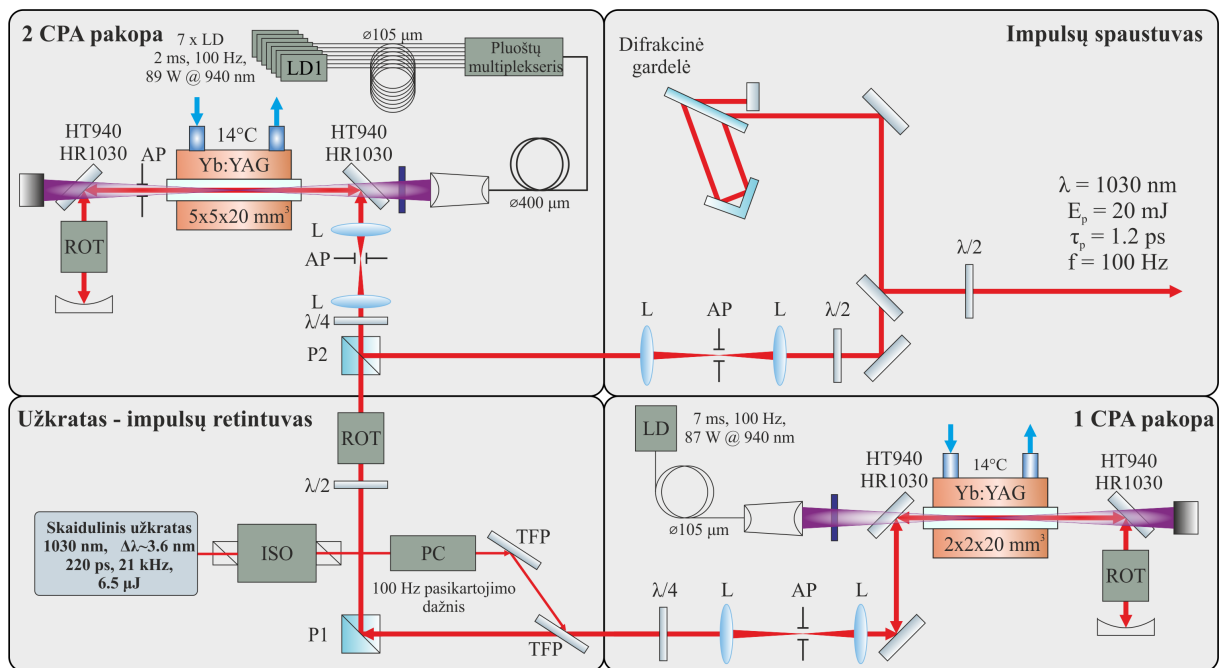 2 CPA pakopa
7 x LD
2 ms, 100 Hz,
89 W @ 940 nm
LD1
⌀105 μm
Pluoštų
multiplekseris
HT940
HR1030
AP
14°C
Yb:YAG
5x5x20 mm³
HT940
HR1030
⌀400 μm
ROT
L
AP
L
λ/4
P2
Impulsų spaustuvas
Difrakcinė
gardelė
λ = 1030 nm
Eₚ = 20 mJ
τₚ = 1.2 ps
f = 100 Hz
λ/2
L
AP
L
λ/2
Užkratas - impulsų retintuvas
ROT
λ/2
Skaidulinis užkratas
1030 nm, Δλ~3.6 nm
220 ps, 21 kHz,
6.5 μJ
ISO
PC
TFP
100 Hz pasikartojimo
dažnis
P1
TFP
1 CPA pakopa
LD
7 ms, 100 Hz,
87 W @ 940 nm
⌀105 μm
HT940
HR1030
14°C
Yb:YAG
2x2x20 mm³
HT940
HR1030
ROT
λ/4
L
AP
L